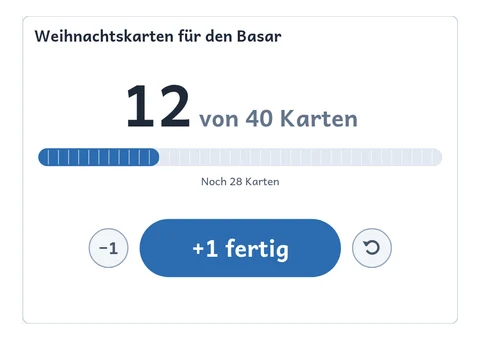 Weihnachtskarten für den Basar
12 von 40 Karten
Noch 28 Karten
−1
+1 fertig